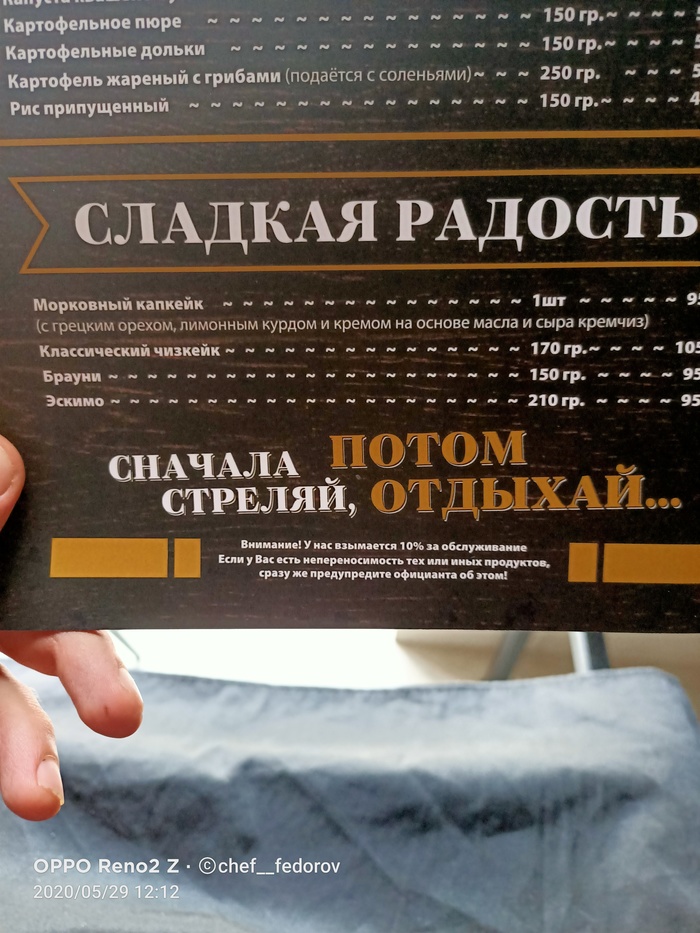 Картофельное пюре ~ ~ ~ ~ ~ ~ ~ ~ ~ ~ ~ 150 гр.~ ~ ~ ~
Картофельные дольки ~ ~ ~ ~ ~ ~ ~ ~ ~ ~ 150 гр.~ ~ ~ ~
Картофель жареный с грибами (подаётся с соленьями)~ ~ ~ 250 гр. ~ ~ ~ 5
Рис припущенный ~ ~ ~ ~ ~ ~ ~ ~ ~ ~ ~ ~ 150 гр.~ ~ ~ ~ 4
СЛАДКАЯ РАДОСТЬ
Морковный капкейк ~ ~ ~ ~ ~ ~ ~ ~ ~ ~ ~ 1шт ~ ~ ~ ~ ~ 9
(с грецким орехом, лимонным курдом и кремом на основе масла и сыра кремчиз)
Классический чизкейк ~ ~ ~ ~ ~ ~ ~ ~ ~ ~ 170 гр.~ ~ ~ ~ 105
Брауни ~ ~ ~ ~ ~ ~ ~ ~ ~ ~ ~ ~ ~ ~ 150 гр. ~ ~ ~ ~ 95
Эскимо ~ ~ ~ ~ ~ ~ ~ ~ ~ ~ ~ ~ ~ ~ 210 гр. ~ ~ ~ ~ 95
СНАЧАЛА ПОТОМ
СТРЕЛЯЙ, ОТДЫХАЙ...
Внимание! У нас взымается 10% за обслуживание
Если у Вас есть непереносимость тех или иных продуктов,
сразу же предупредите официанта об этом!
OPPO Reno2 Z · ©chef__fedorov
2020/05/29 12:12